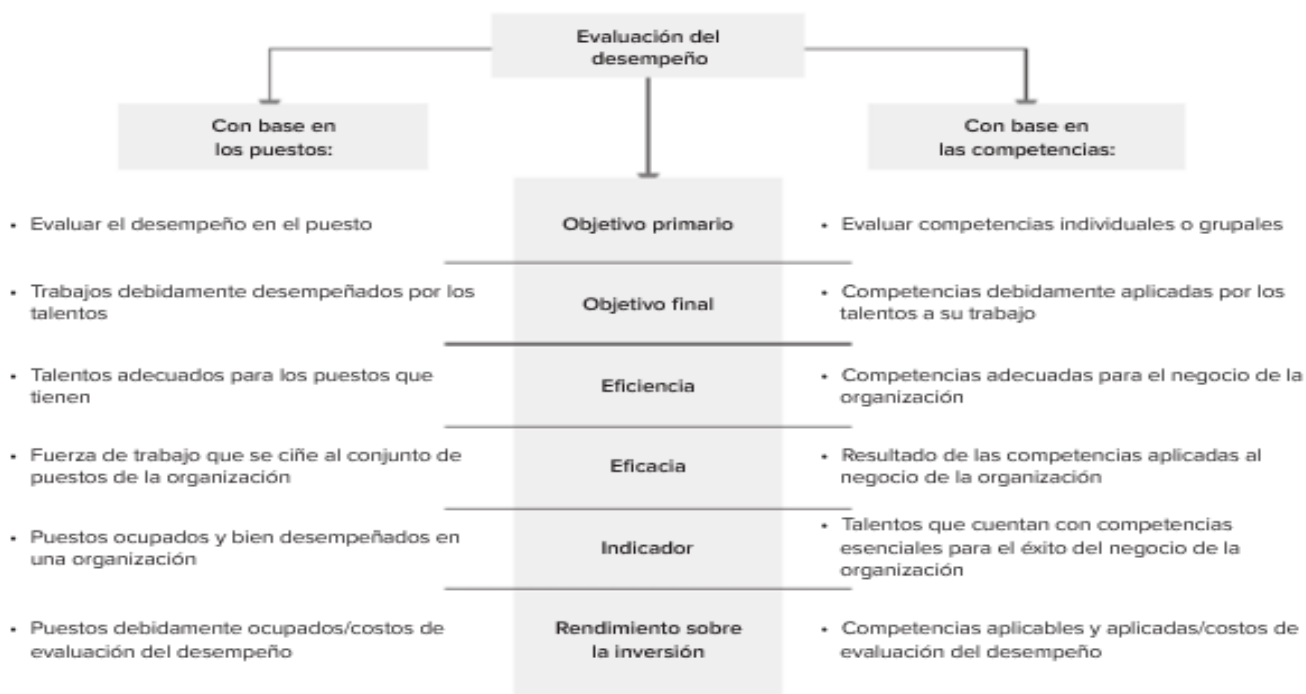 Evaluación del
desempeño
Con base en
los puestos:
Con base en
las competencias:
• Evaluar el desempeño en el puesto
Objetivo primario
• Evaluar competencias individuales o grupales
• Trabajos debidamente desempeñados por los
talentos
Objetivo final
• Competencias debidamente aplicadas por los
talentos a su trabajo
• Talentos adecuados para los puestos que
tienen
Eficiencia
• Competencias adecuadas para el negocio de la
organización
• Fuerza de trabajo que se ciñe al conjunto de
puestos de la organización
Eficacia
• Resultado de las competencias aplicadas al
negocio de la organización
• Puestos ocupados y bien desempeñados en
una organización
Indicador
• Talentos que cuentan con competencias
esenciales para el éxito del negocio de la
organización
• Puestos debidamente ocupados/costos de
evaluación del desempeño
Rendimiento sobre
la inversión
• Competencias aplicables y aplicadas/costos de
evaluación del desempeño